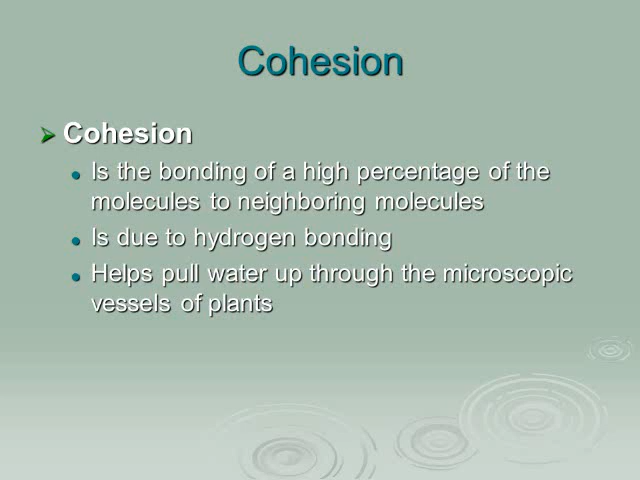 Cohesion
Cohesion
Is the bonding of a high percentage of the
molecules to neighboring molecules
Is due to hydrogen bonding
Helps pull water up through the microscopic
vessels of plants